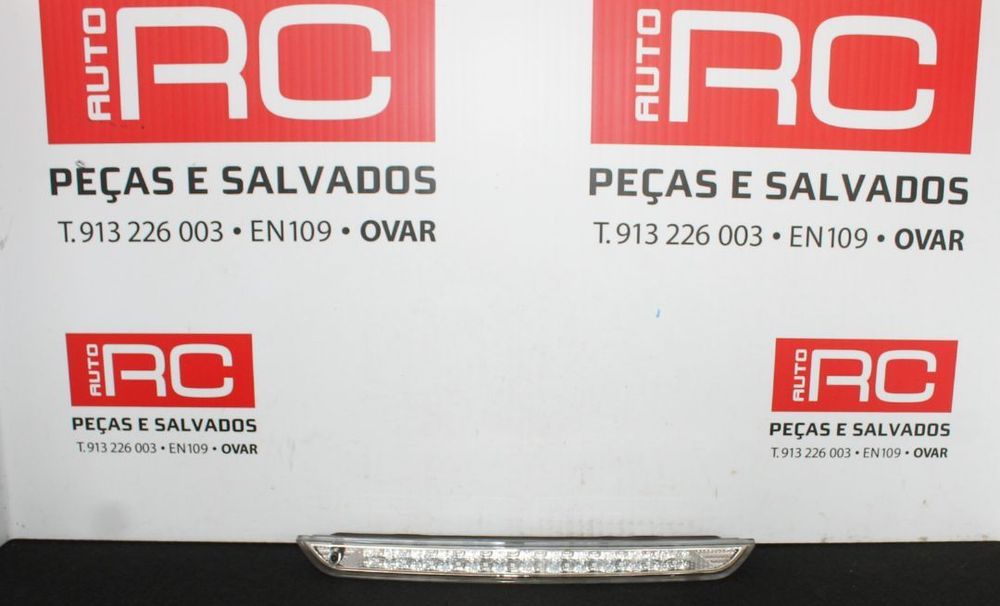 AUTO RC
PEÇAS E SALVADOS
T. 913 226 003 • EN109 • OVAR
AUTO RC
PEÇAS E SALVADOS
T. 913 226 003 • EN109 • OVAR
AUTO RC
PEÇAS E SALVADOS
T. 913 226 003 • EN109 • OVAR
AUTO RC
PEÇAS E SALVADOS
T. 913 226 003 • EN109 • OVAR